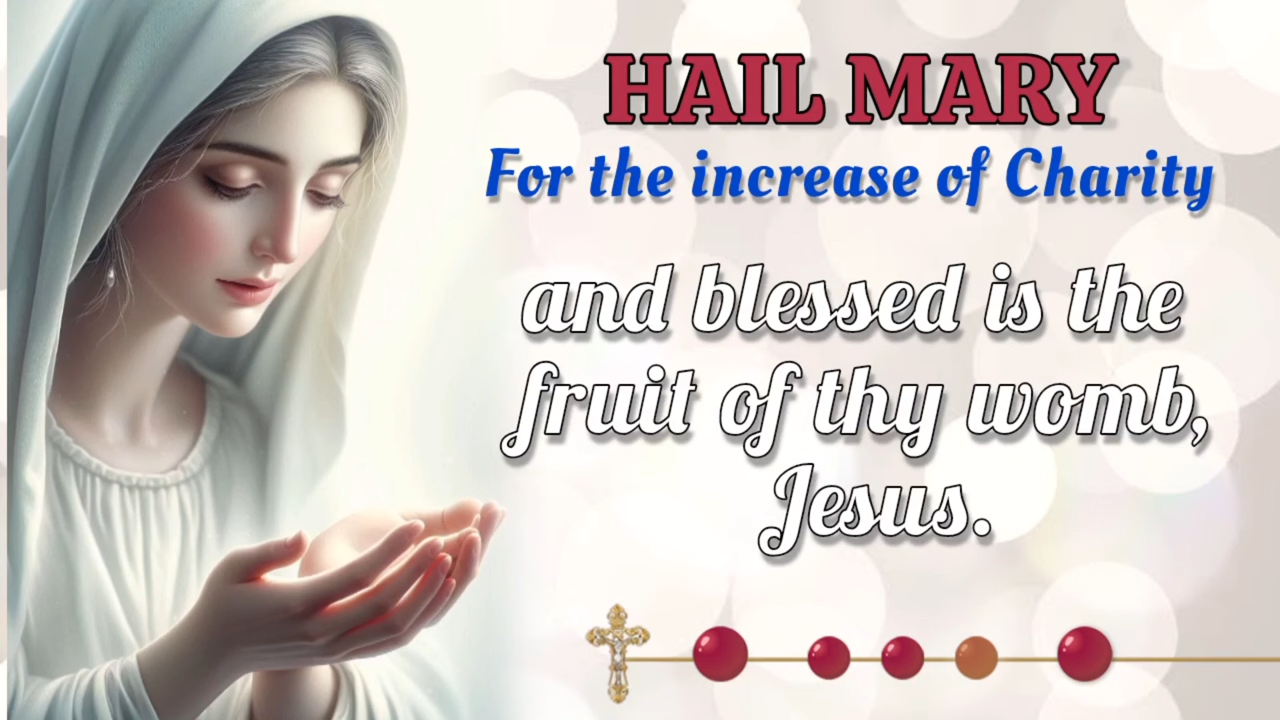 HAIL MARY
For the increase of Charity
and blessed is the
fruit of thy womb,
Jesus.